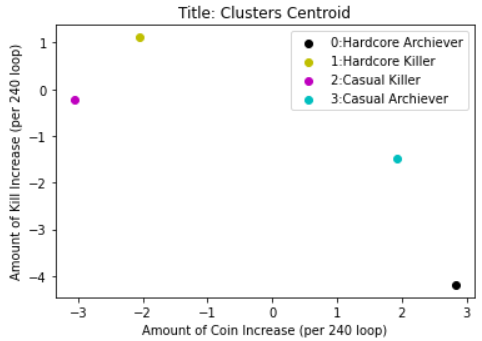 Title: Clusters Centroid
0:Hardcore Archiever
1:Hardcore Killer
2:Casual Killer
3:Casual Archiever
Amount of Kill Increase (per 240 loop)
1
0
−1
−2
−3
−4
−3
−2
−1
0
1
2
3
Amount of Coin Increase (per 240 loop)